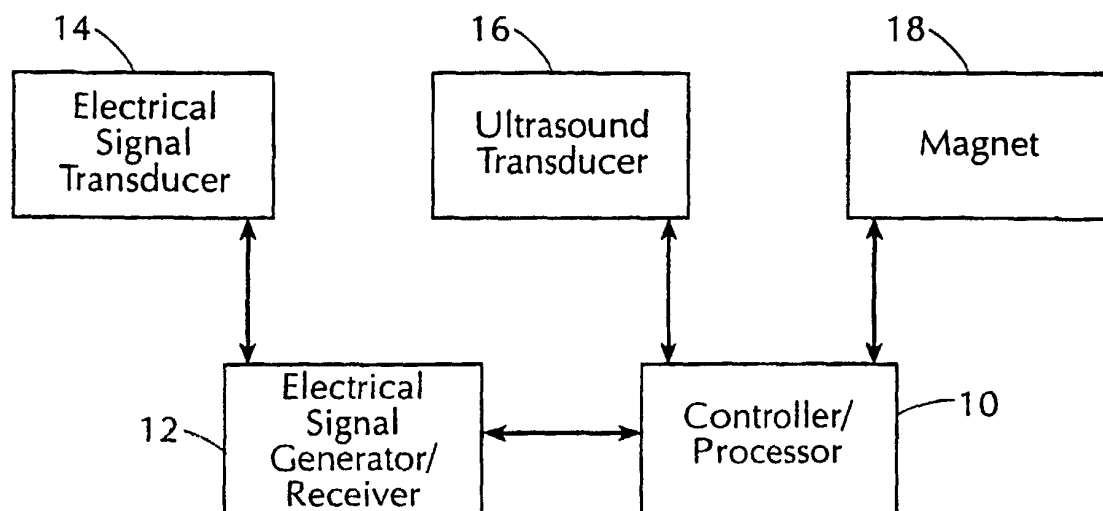 14
16
18
Electrical
Signal
Transducer
Ultrasound
Transducer
Magnet
12
Electrical
Signal
Generator/
Receiver
Controller/
Processor
10